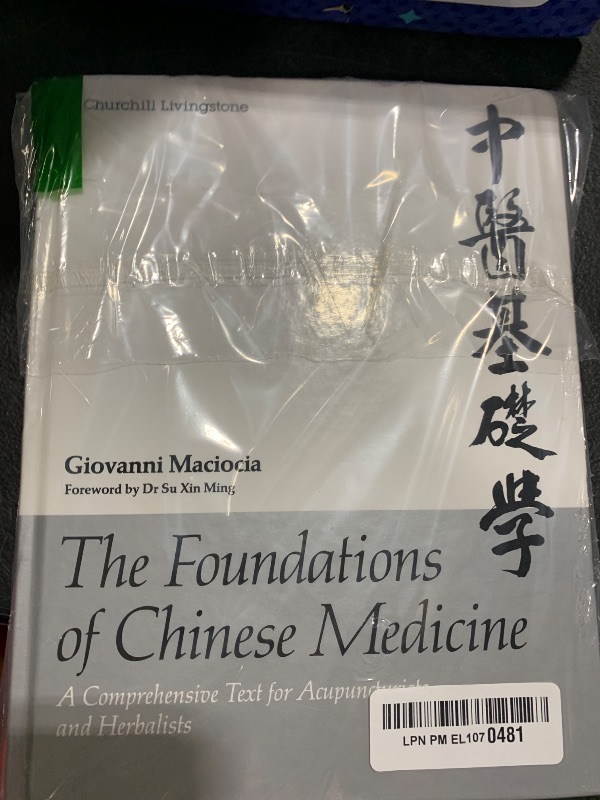 Churchill Livingstone
中醫基礎學
Giovanni Maciocia
Foreword by Dr Su Xin Ming
The Foundations
of Chinese Medicine
A Comprehensive Text for Acupuncturists
and Herbalists
LPN PM EL107 0481